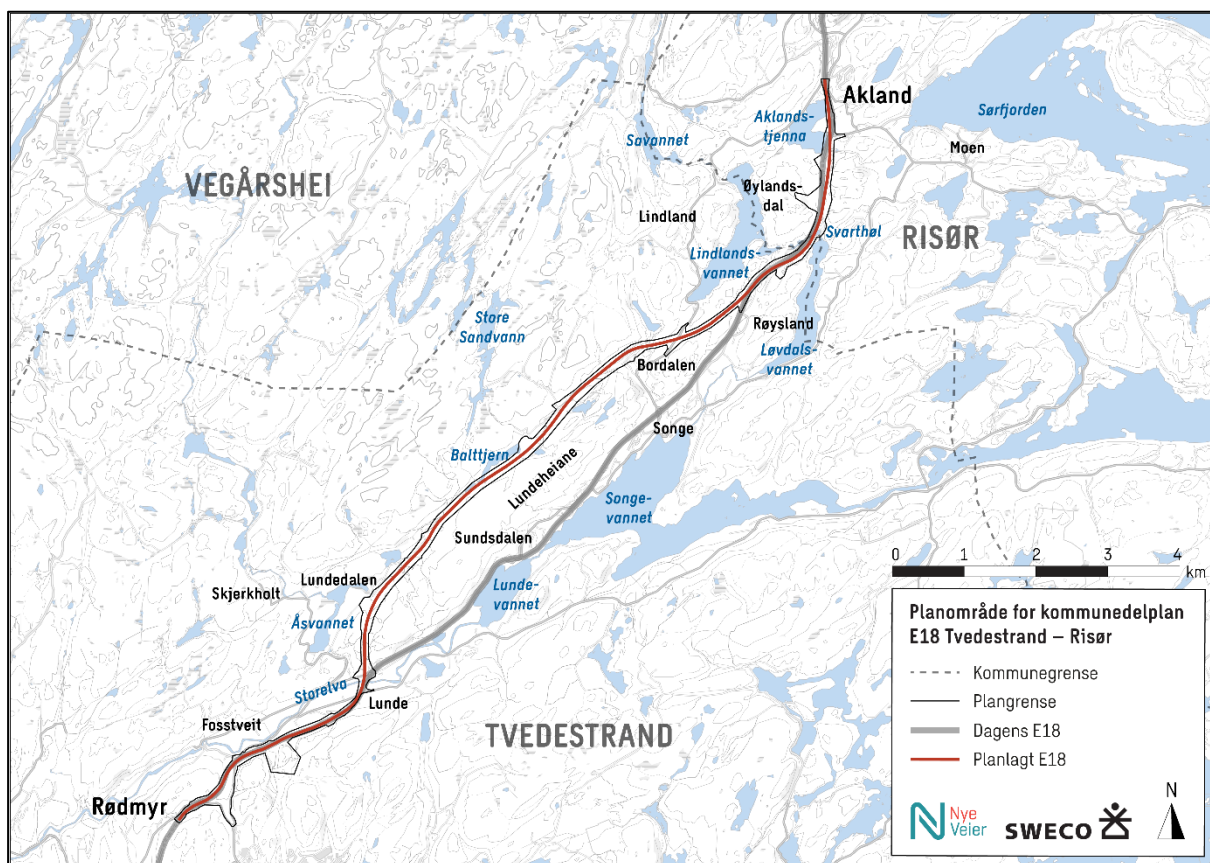 Akland
Sørfjorden
Aklands-
tjenna
Moen
Savannet
VEGÅRSHEI
Øylands-
dal
Lindland
Svarthøl
RISØR
Lindlands-
vannet
Store
Sandvann
Røysland
Løvdals-
vannet
Bordalen
Songe
Balttjern
Lundeheiane
Songe-
vannet
Sundsdalen
Lundedalen
Skjerkholt
Lunde-
vannet
Åsvannet
Storelva
Lunde
Fosstveit
TVEDESTRAND
Rødmyr
0 1 2 3 4
km
Planområde for kommunedelplan
E18 Tvedestrand – Risør
Kommunegrense
Plangrense
Dagens E18
Planlagt E18
N
Nye
Veier
SWECO